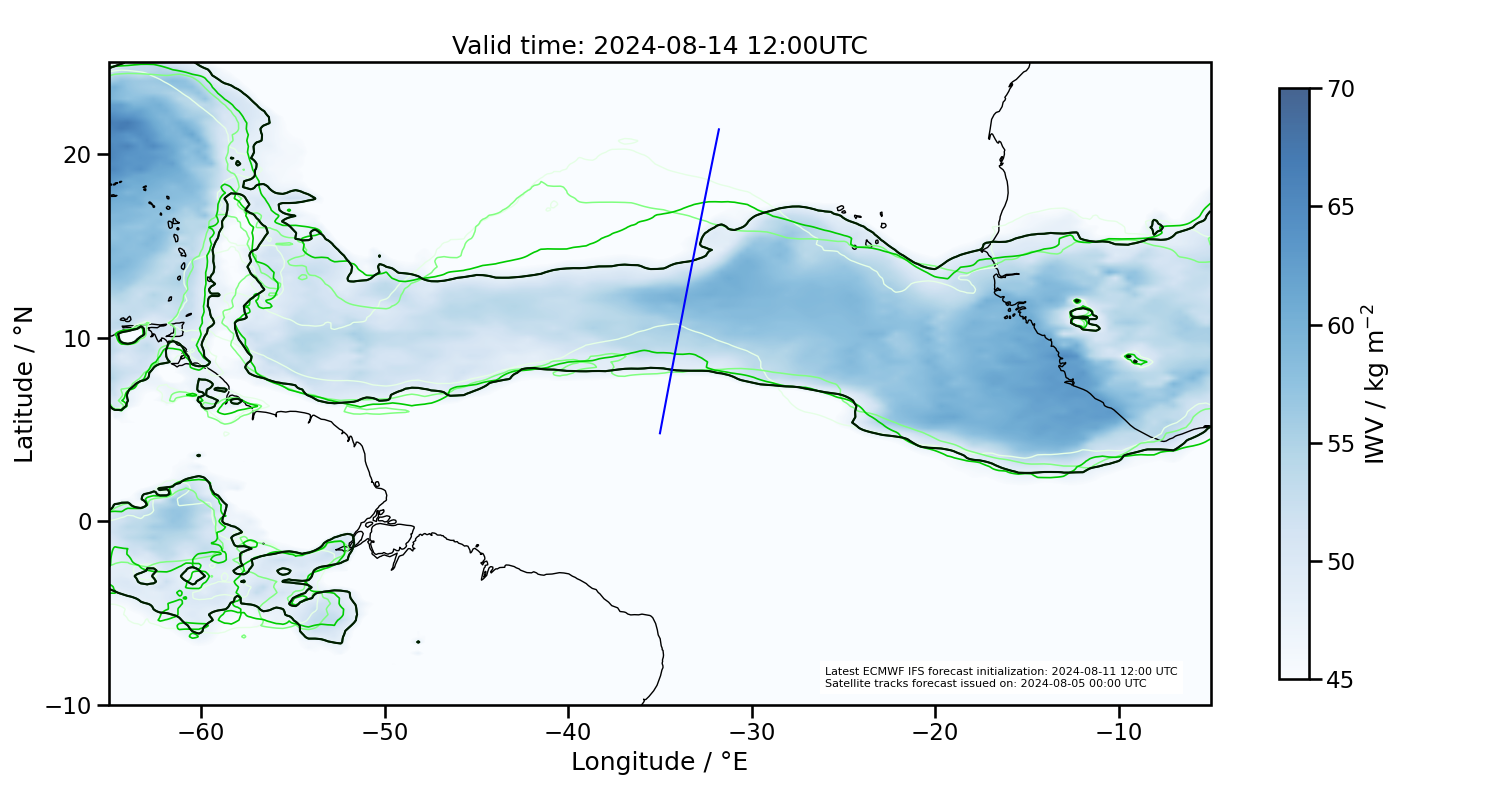 Valid time: 2024-08-14 12:00UTC
Latitude / °N
20
10
0
−10
−60
−50
−40
−30
−20
−10
Longitude / °E
Latest ECMWF IFS forecast initialization: 2024-08-11 12:00 UTC
Satellite tracks forecast issued on: 2024-08-05 00:00 UTC
70
65
60
55
50
45
IWV / kg m⁻²